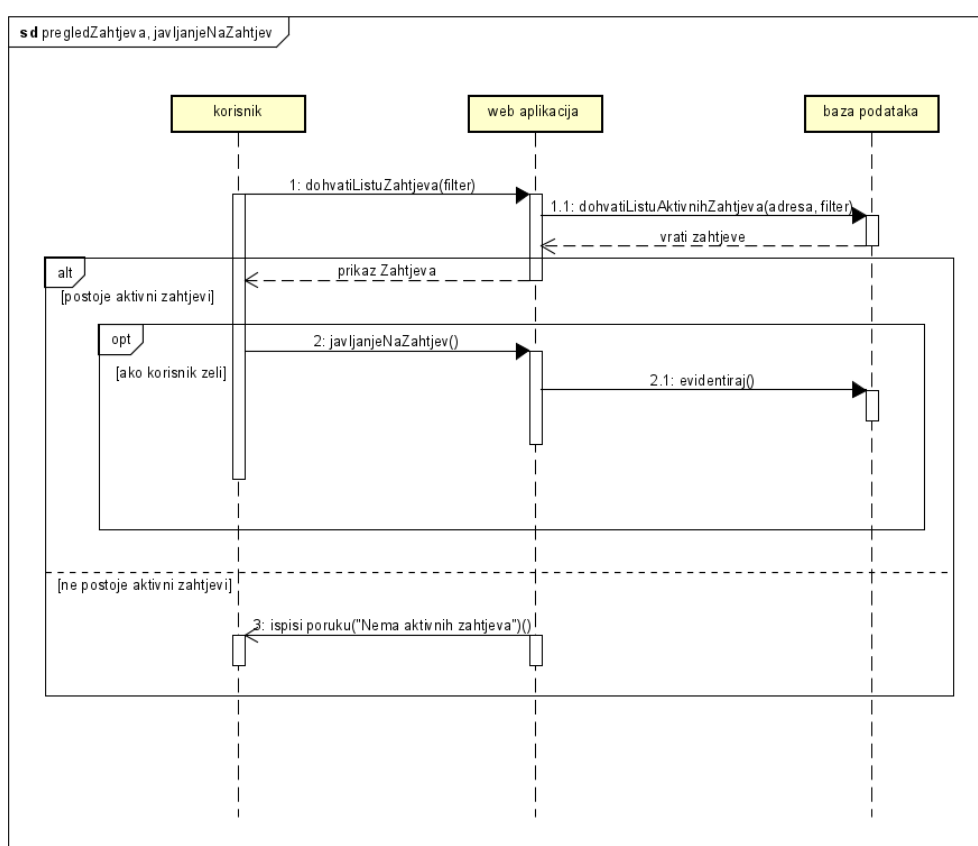 sd pregledZahtjeva, javljanjeNaZahtjev
korisnik
web aplikacija
baza podataka
1: dohvatiListuZahtjeva(filter)
1.1: dohvatiListuAktivnihZahtjeva(adresa, filter)
vrati zahtjeve
alt
prikaz Zahtjeva
[postoje aktivni zahtjevi]
opt
2: javljanjeNaZahtjev()
[ako korisnik zeli]
2.1: evidentiraj()
[ne postoje aktivni zahtjevi]
3: ispisi poruku("Nema aktivnih zahtjeva")()